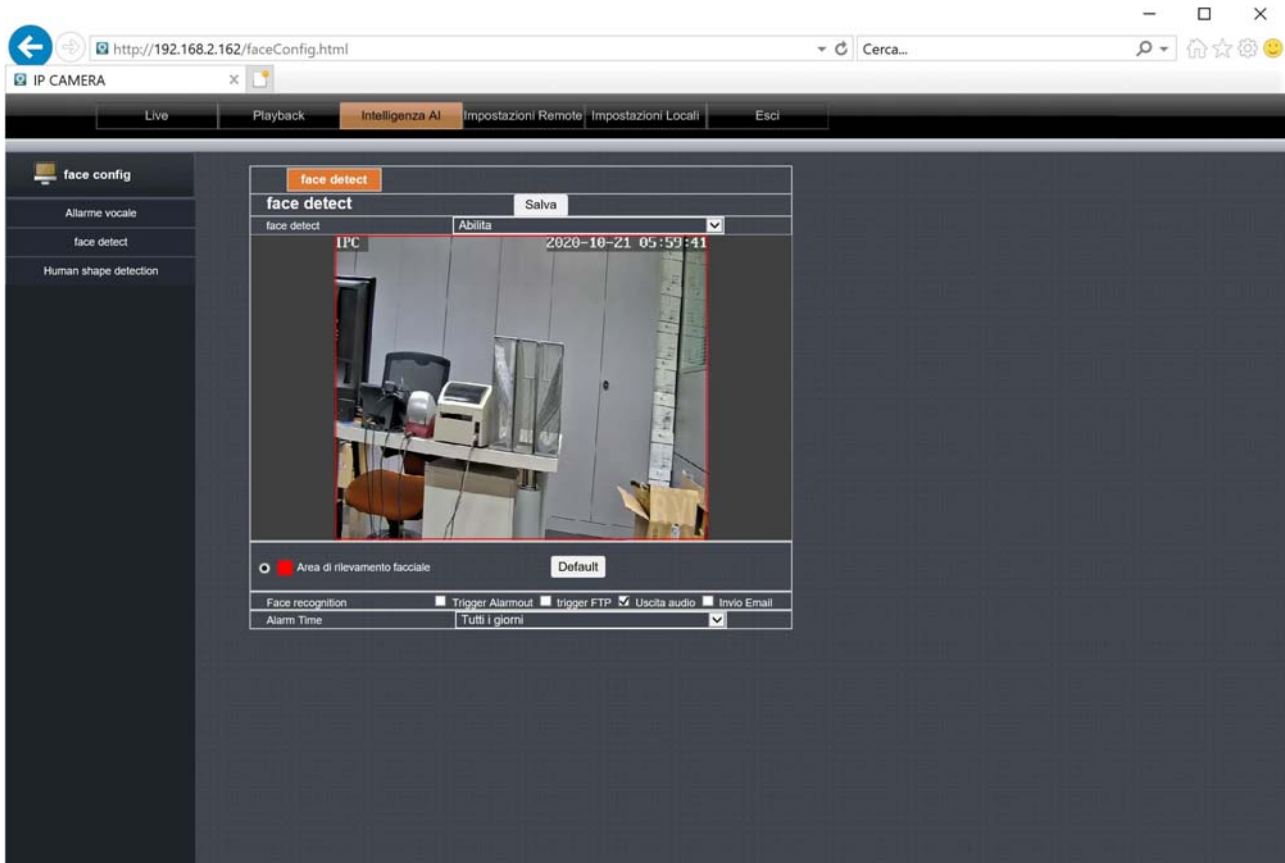 http://192.168.2.162/faceConfig.html
Cerca...
IP CAMERA
Live Playback Intelligenza AI Impostazioni Remote Impostazioni Locali Esci
face config
Allarme vocale
face detect
Human shape detection
face detect
face detect Salva
face detect Abilita
IPC 2020-10-21 05:59:41
Area di rilevamento facciale Default
Face recognition Trigger Alarmout trigger FTP Uscita audio Invio Email
Alarm Time Tutti i giorni